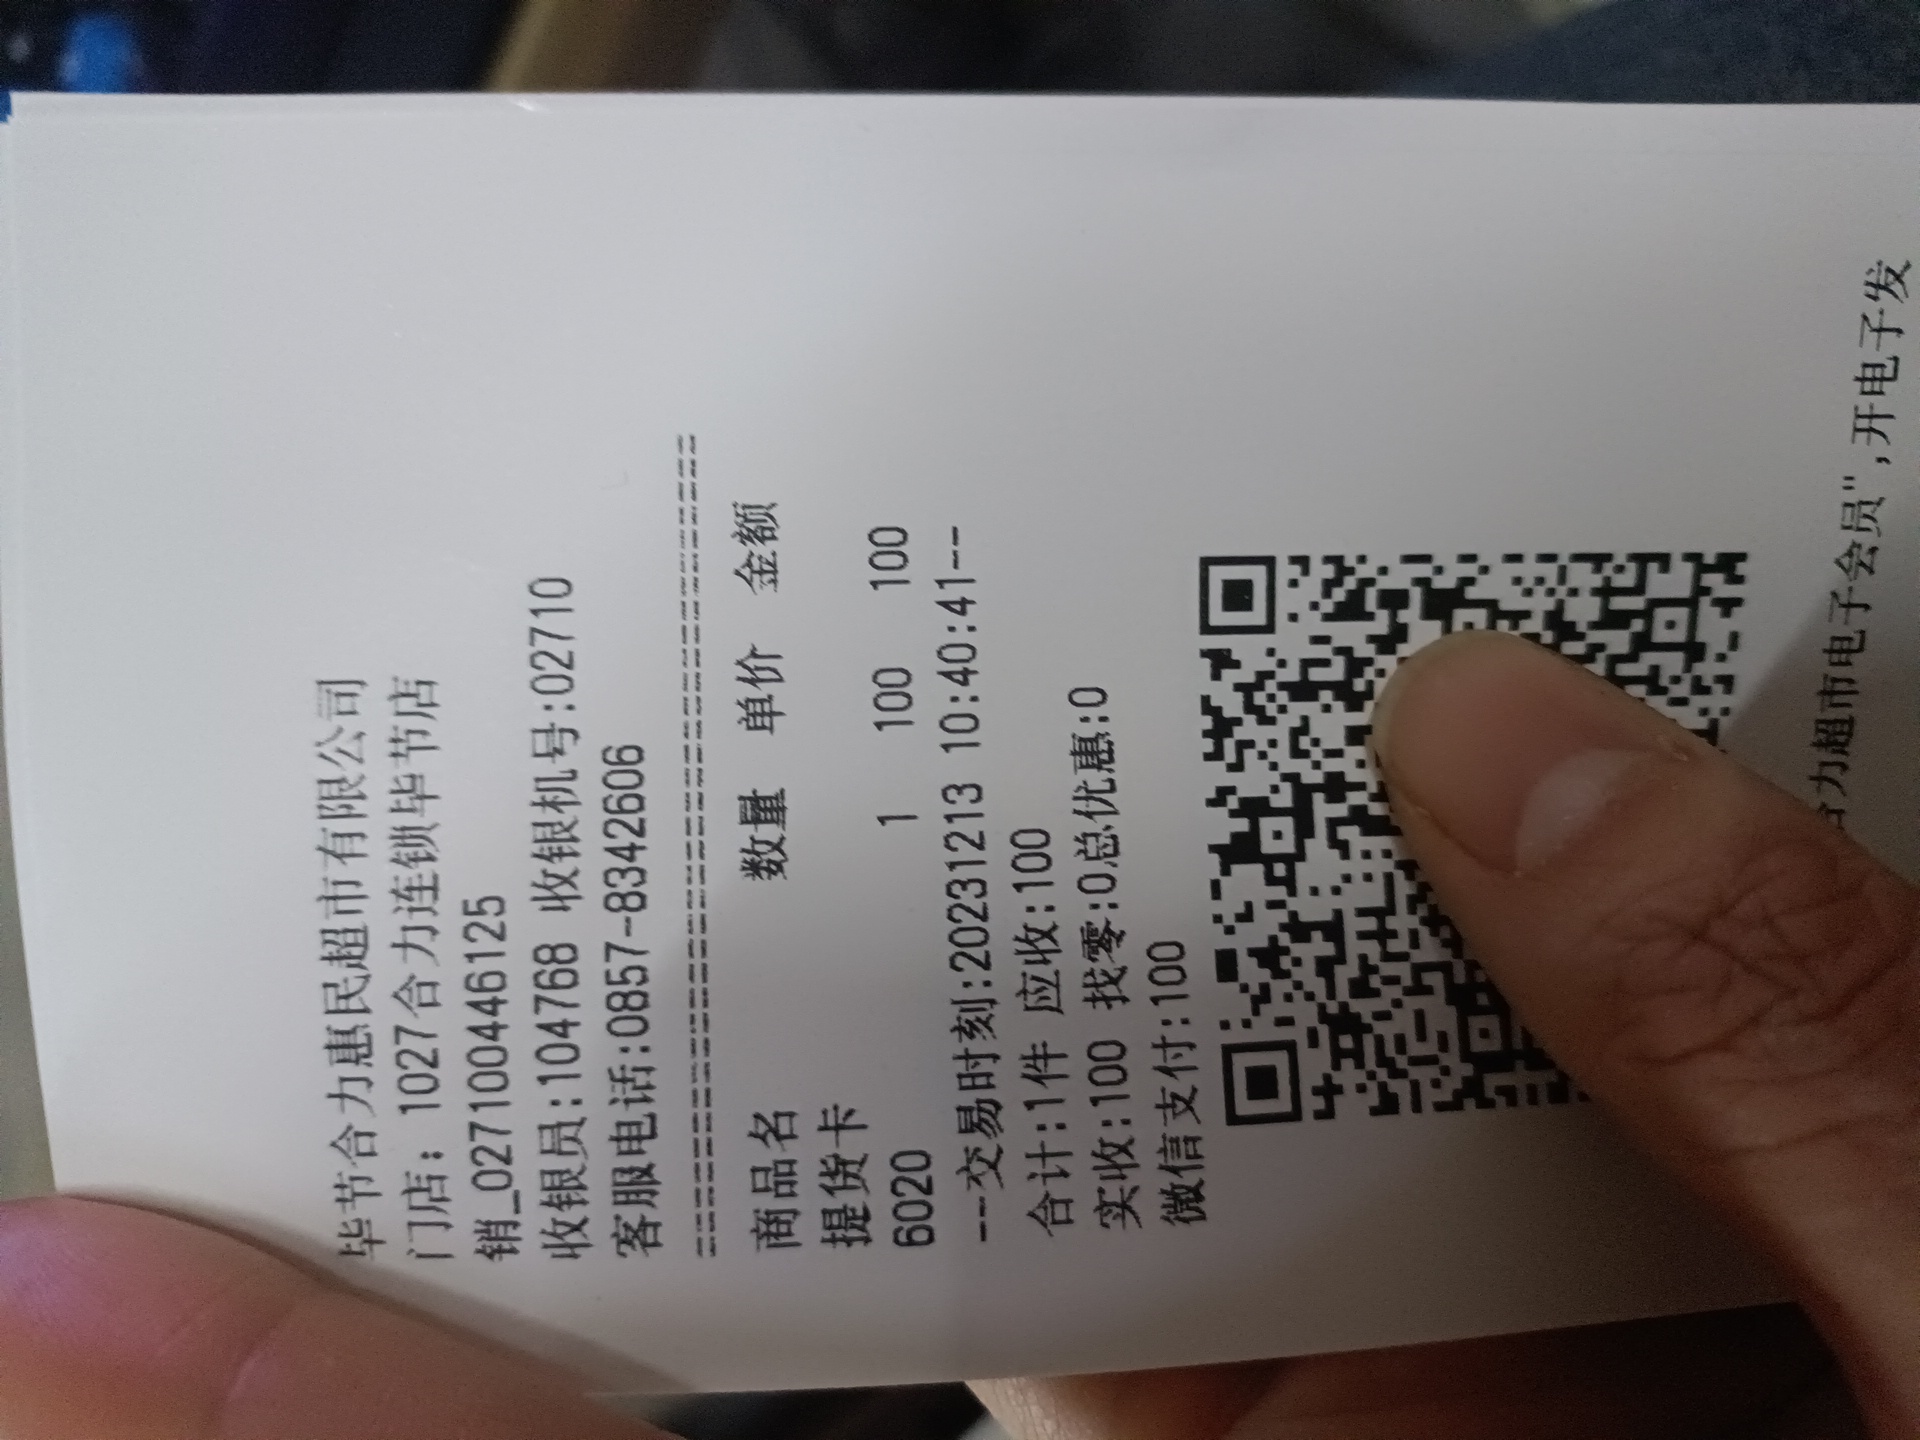 毕节合力惠民超市有限公司
门店：1027合力连锁毕节店
销_02710044446125
收银员:104768 收银机号:02710
客服电话:0857-8342606
================================
商品名 数量 单价 金额
提货卡
6020 1 100 100
---交易时刻:20231213 10:40:41--
合计:1件 应收:100
实收:100 找零:0总优惠:0
微信支付:100
合力超市电子会员",开电子发